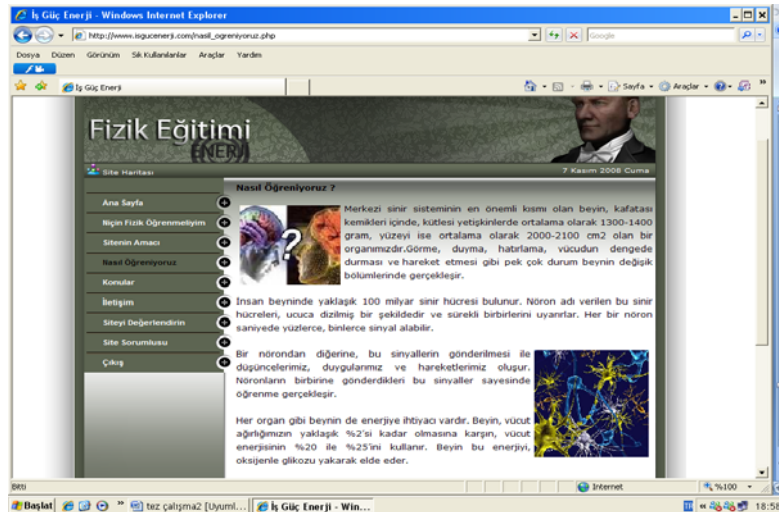 İş Güç Enerji - Windows Internet Explorer
http://www.isgucenerji.com/nasil_ogreniyoruz.php
Google
Dosya Düzen Görünüm Sık Kullanılanlar Araçlar Yardım
İş Güç Enerji
Sayfa Araçlar
Fizik Eğitimi
ENERJİ
Site Haritası
7 Kasım 2008 Cuma
Ana Sayfa
Niçin Fizik Öğrenmeliyim
Sitenin Amacı
Nasıl Öğreniyoruz
Konular
İletişim
Siteyi Değerlendirin
Site Sorumlusu
Çıkış
Nasıl Öğreniyoruz ?
?
Merkezi sinir sisteminin en önemli kısmı olan beyin, kafatası
kemikleri içinde, kütlesi yetişkinlerde ortalama olarak 1300-1400
gram, yüzeyi ise ortalama olarak 2000-2100 cm2 olan bir
organımızdır.Görme, duyma, hatırlama, vücudun dengede
durması ve hareket etmesi gibi pek çok durum beynin değişik
bölümlerinde gerçekleşir.
İnsan beyninde yaklaşık 100 milyar sinir hücresi bulunur. Nöron adı verilen bu sinir
hücreleri, ucuca dizilmiş bir şekildedir ve sürekli birbirlerini uyarırlar. Her bir nöron
saniyede yüzlerce, binlerce sinyal alabilir.
Bir nörondan diğerine, bu sinyallerin gönderilmesi ile
düşüncelerimiz, duygularımız ve hareketlerimiz oluşur.
Nöronların birbirine gönderdikleri bu sinyaller sayesinde
öğrenme gerçekleşir.
Her organ gibi beynin de enerjiye ihtiyacı vardır. Beyin, vücut
ağırlığımızın yaklaşık %2'si kadar olmasına karşın, vücut
enerjisinin %20 ile %25'ini kullanır. Beyin bu enerjiyi,
oksijenle glikozu yakarak elde eder.
Bitti
Internet
%100
Başlat
tez çalışma2 [Uyuml...
İş Güç Enerji - Win...
TR
18:58